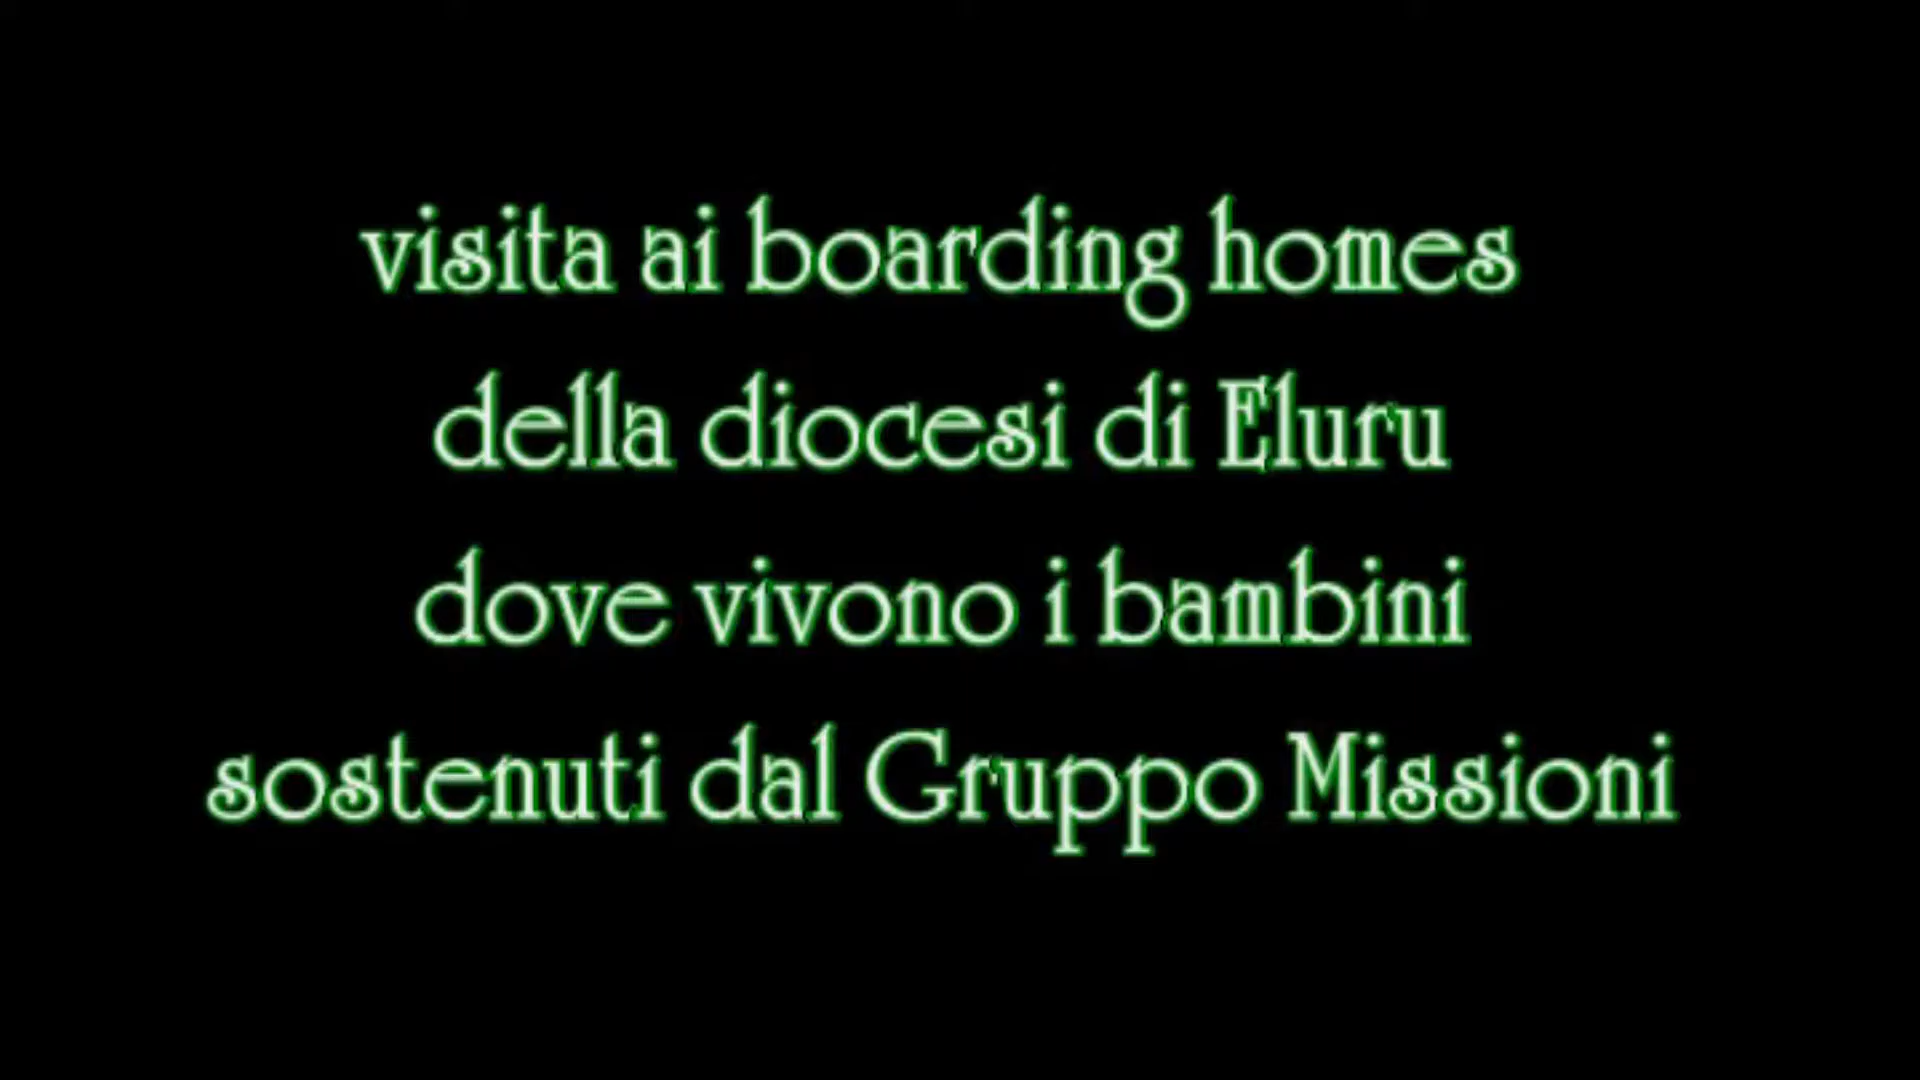 visita ai boarding homes
della diocesi di Eluru
dove vivono i bambini
sostenuti dal Gruppo Missioni